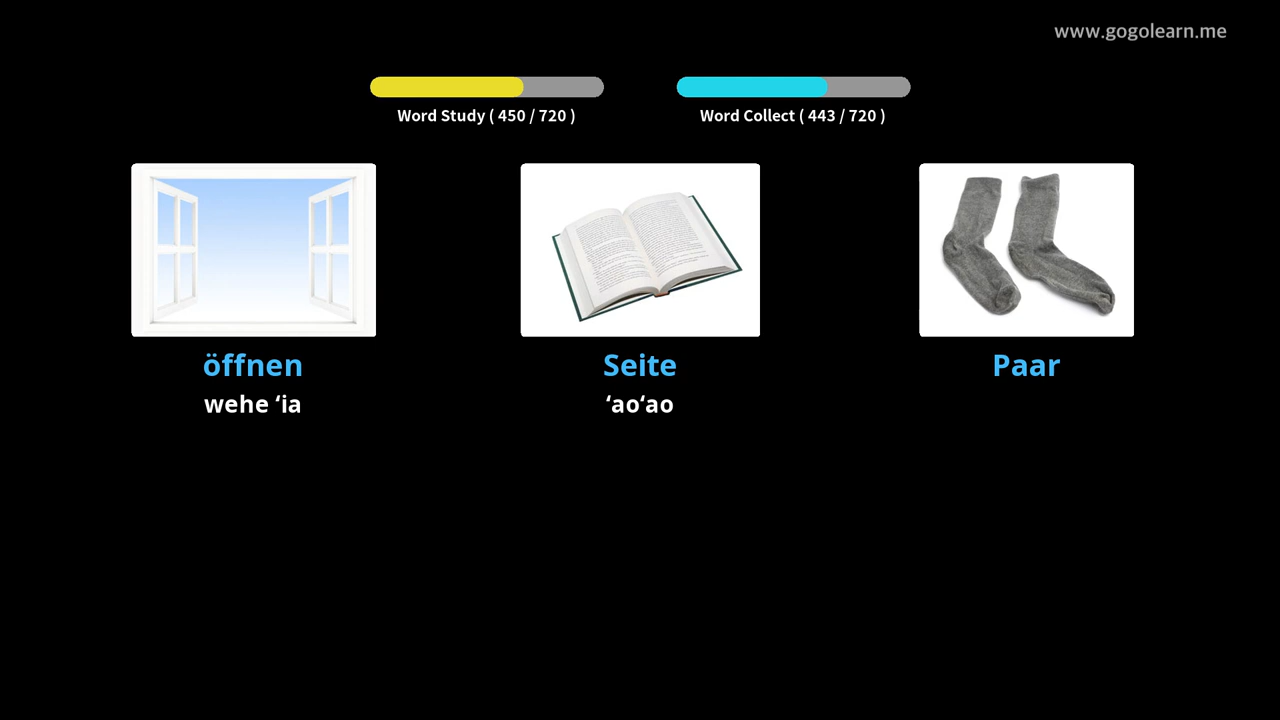 www.gogolearn.me
Word Study ( 450 / 720 )
Word Collect ( 443 / 720 )
öffnen
wehe ʻia
Seite
ʻaoʻao
Paar